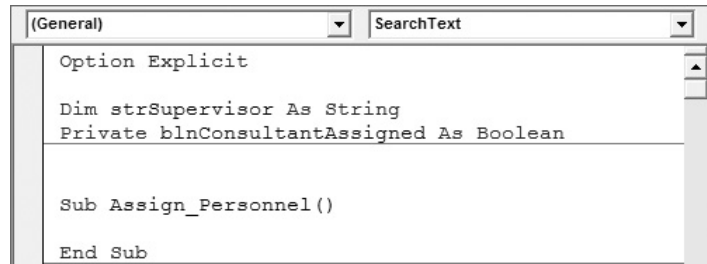 (General) SearchText
Option Explicit
Dim strSupervisor As String
Private blnConsultantAssigned As Boolean
Sub Assign_Personnel()
End Sub